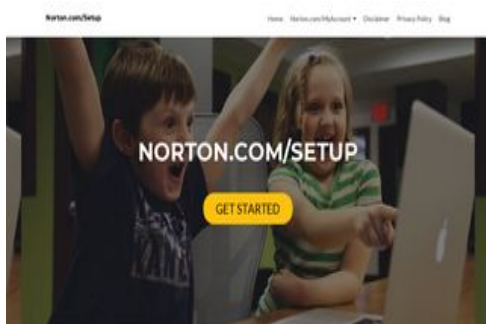 Norton.com/Setup
Home Norton.com/MyAccount Disclaimer Privacy Policy Blog
NORTON.COM/SETUP
GET STARTED